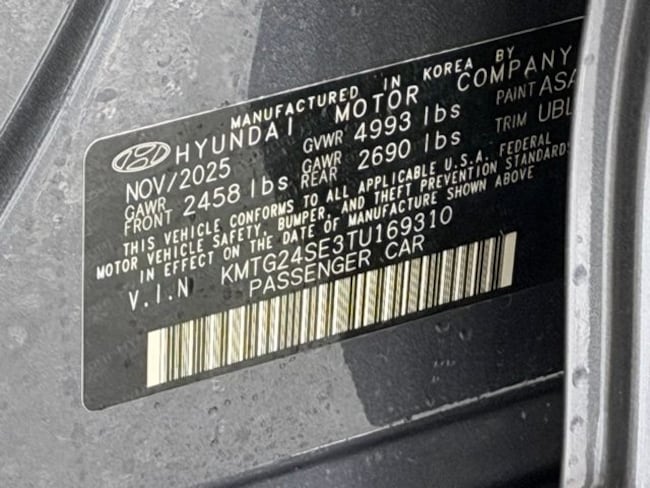 MANUFACTURED IN KOREA BY
HYUNDAI MOTOR COMPANY
NOV/2025 GVWR 4993 lbs PAINT ASA
GAWR FRONT 2458 lbs GAWR REAR 2690 lbs TRIM UBL
THIS VEHICLE CONFORMS TO ALL APPLICABLE U.S.A. FEDERAL
MOTOR VEHICLE SAFETY, BUMPER, AND THEFT PREVENTION STANDARDS
IN EFFECT ON THE DATE OF MANUFACTURE SHOWN ABOVE
V.I.N KMTG24SE3TU169310
PASSENGER CAR